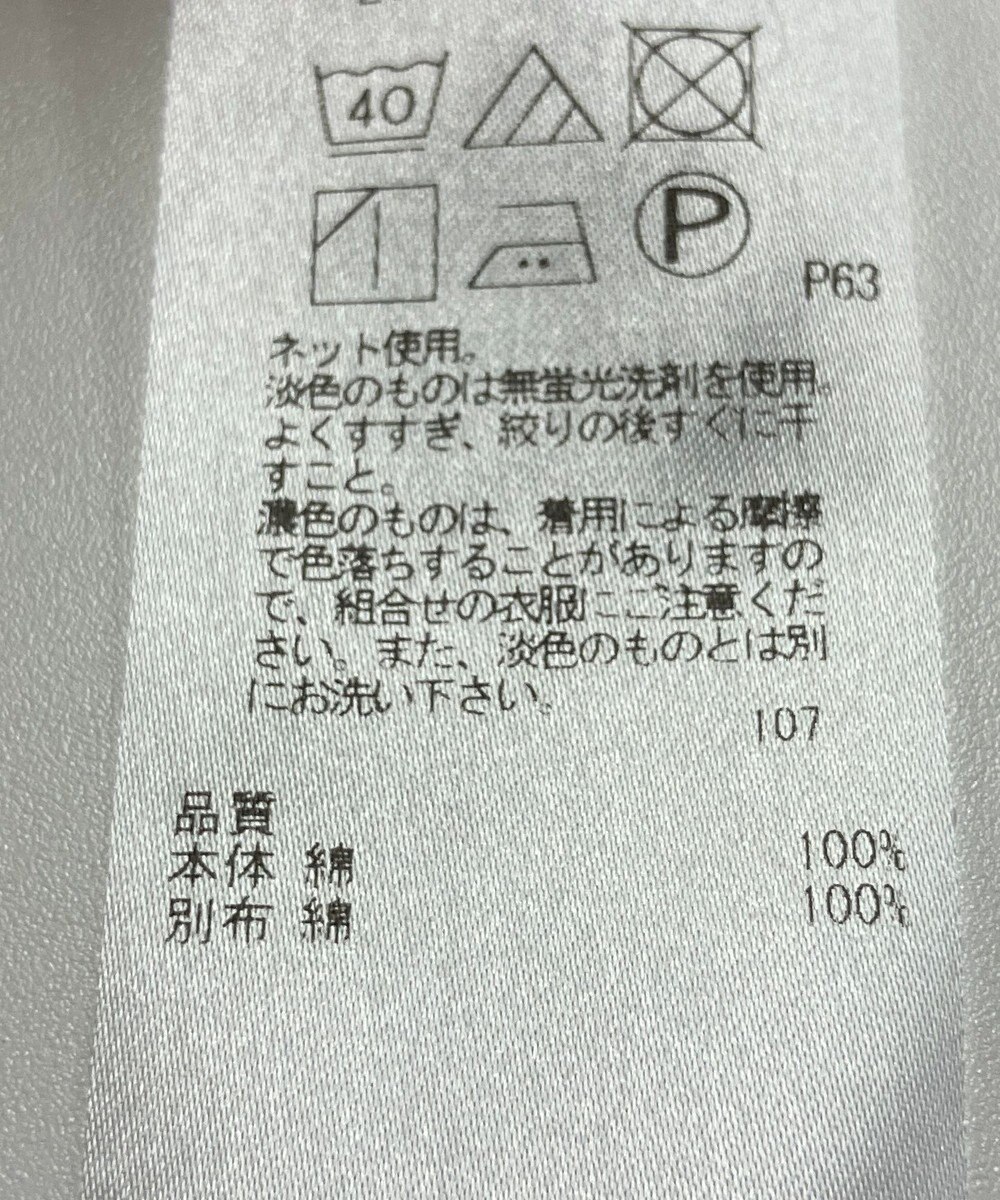 40
P
P63
ネット使用。
淡色のものは無蛍光洗剤を使用。
よくすすぎ、絞りの後すぐに干
すこと。
濃色のものは、着用による摩擦
で色落ちすることがありますの
で、組合せの衣服にご注意くだ
さい。また、淡色のものとは別
にお洗い下さい。
107
品質
本体 綿 100%
別布 綿 100%